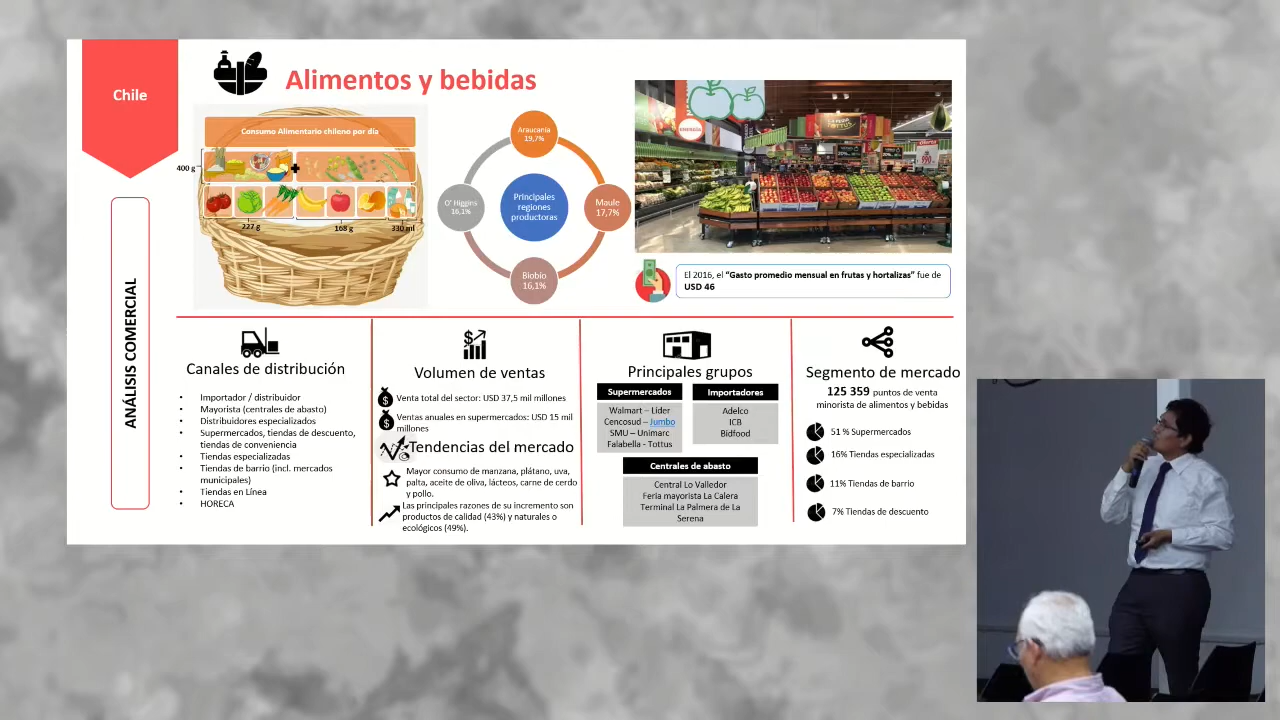 Chile
Alimentos y bebidas
ANÁLISIS COMERCIAL
Consumo Alimentario chileno por día
400 g
227 g
168 g
330 ml
Araucanía
19,7%
O' Higgins
16,1%
Principales
regiones
productoras
Maule
17,7%
Biobío
16,1%
TOTTUS
El 2016, el “Gasto promedio mensual en frutas y hortalizas” fue de
USD 46
Canales de distribución
• Importador / distribuidor
• Mayorista (centrales de abasto)
• Distribuidores especializados
• Supermercados, tiendas de descuento,
tiendas de conveniencia
• Tiendas especializadas
• Tiendas de barrio (incl. mercados
municipales)
• Tiendas en Línea
• HORECA
Volumen de ventas
Venta total del sector: USD 37,5 mil millones
Ventas anuales en supermercados: USD 15 mil
millones
Tendencias del mercado
Mayor consumo de manzana, plátano, uva,
palta, aceite de oliva, lácteos, carne de cerdo
y pollo.
Las principales razones de su incremento son
productos de calidad (43%) y naturales o
ecológicos (49%).
Principales grupos
Supermercados
Walmart – Lider
Cencosud – Jumbo
SMU – Unimarc
Falabella - Tottus
Importadores
Adelco
ICB
Bidfood
Centrales de abasto
Central Lo Valledor
Feria mayorista La Calera
Terminal La Palmera de La
Serena
Segmento de mercado
125 359 puntos de venta
minorista de alimentos y bebidas
51 % Supermercados
16% Tiendas especializadas
11% Tiendas de barrio
7% Tiendas de descuento